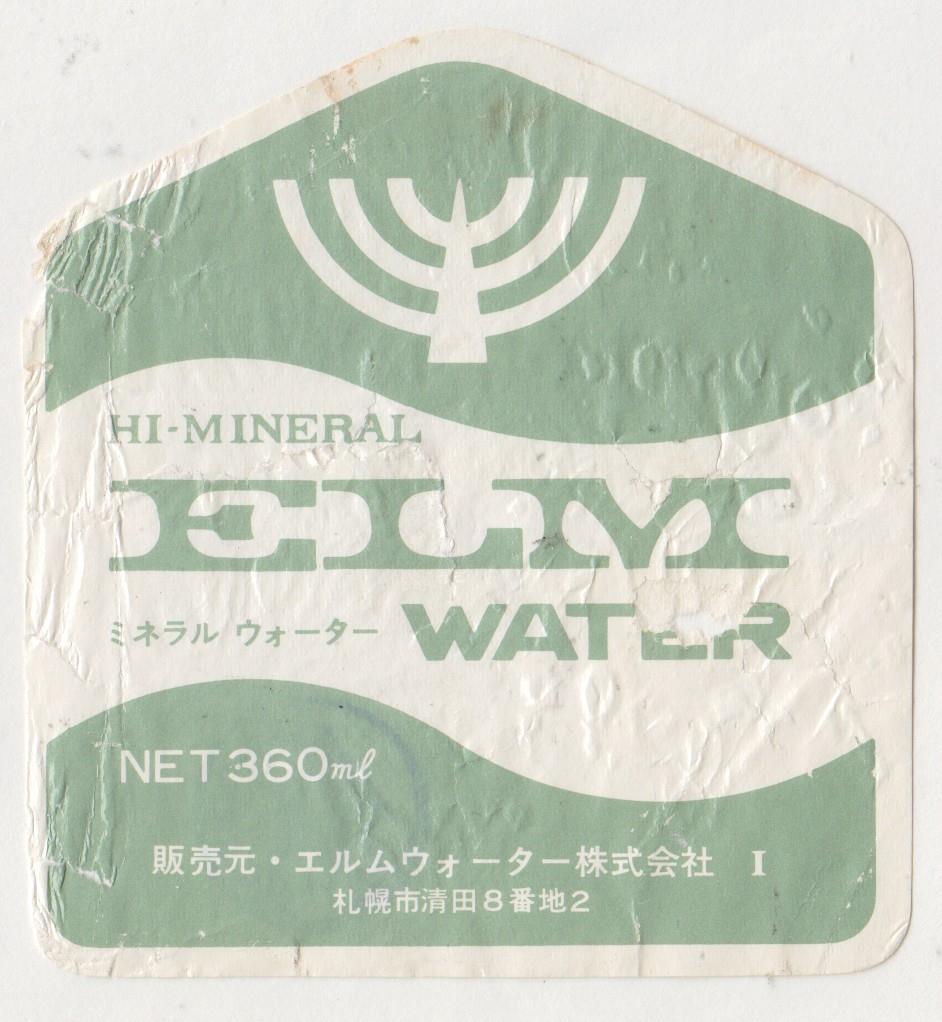 HI-MINERAL
ELM
ミネラル ウォーター WATER
NET 360ml
販売元・エルムウォーター株式会社 I
札幌市清田8番地2